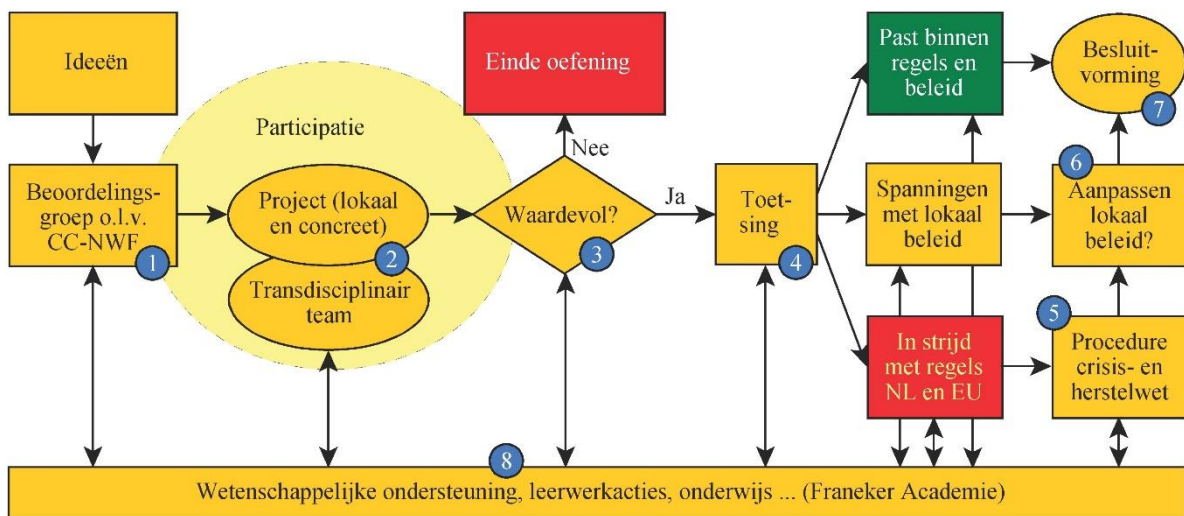 Ideeën
Beoordelings-
groep o.l.v.
CC-NWF
1
Participatie
Project (lokaal
en concreet)
2
Transdisciplinair
team
Einde oefening
Nee
Waardevol?
3
Ja
Toet-
sing
4
Past binnen
regels en
beleid
Spanningen
met lokaal
beleid
In strijd
met regels
NL en EU
Besluit-
vorming
7
6
Aanpassen
lokaal
beleid?
5
Procedure
crisis- en
herstelwet
8
Wetenschappelijke ondersteuning, leerwerkacties, onderwijs ... (Franeker Academie)